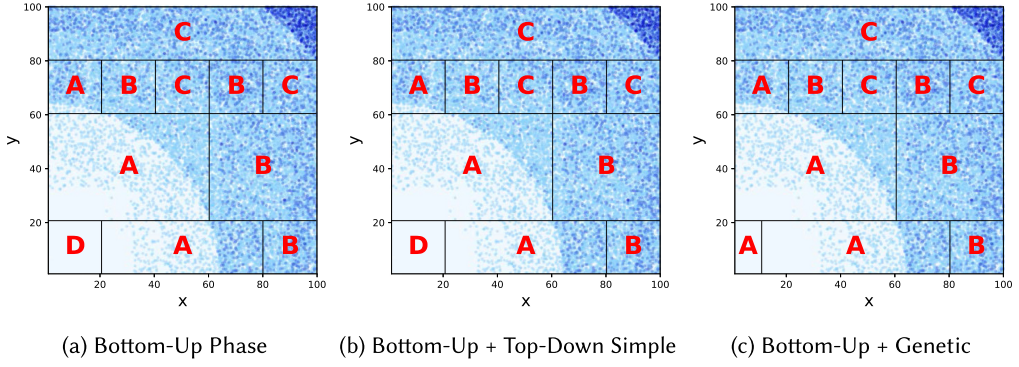 100
80
60
40
20
y
C
A B C B C
A B
D A B
20 40 60 80 100
x
(a) Bottom-Up Phase
100
80
60
40
20
y
C
A B C B C
A B
D A B
20 40 60 80 100
x
(b) Bottom-Up + Top-Down Simple
100
80
60
40
20
y
C
A B C B C
A B
A A B
20 40 60 80 100
x
(c) Bottom-Up + Genetic